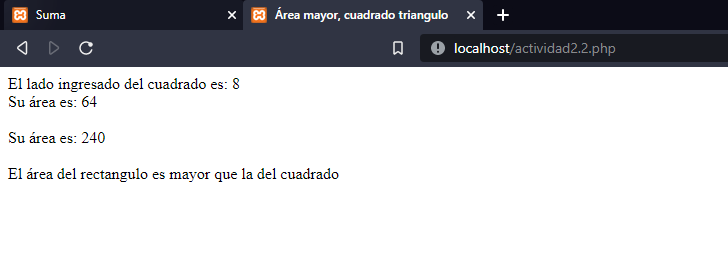 Suma
Área mayor, cuadrado triangulo
localhost/actividad2.2.php
El lado ingresado del cuadrado es: 8
Su área es: 64
Su área es: 240
El área del rectangulo es mayor que la del cuadrado